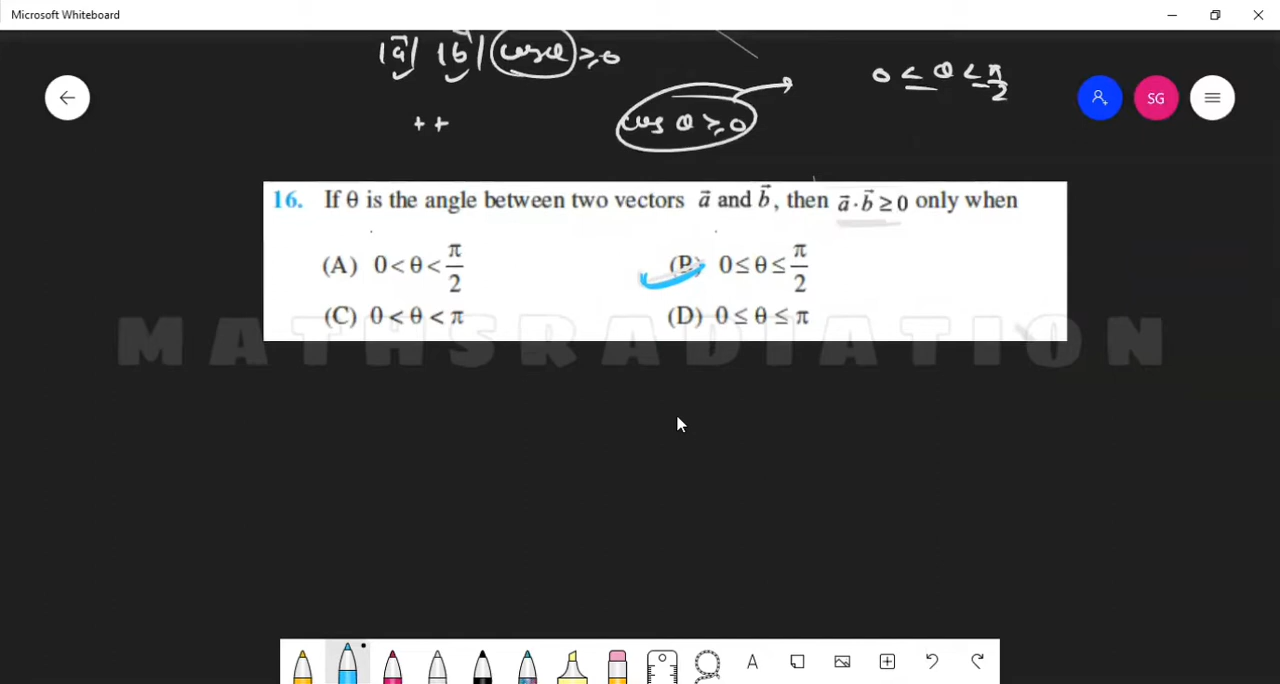 Microsoft Whiteboard
|a⃗| |b⃗| cosθ ≥ 0
0 ≤ θ ≤ π/2
SG
+ +
cos θ ≥ 0
16. If θ is the angle between two vectors a⃗ and b⃗, then a⃗·b⃗ ≥ 0 only when
(A) 0 < θ < π/2 (B) 0 ≤ θ ≤ π/2
(C) 0 < θ < π (D) 0 ≤ θ ≤ π
MATHSRADIATION
A